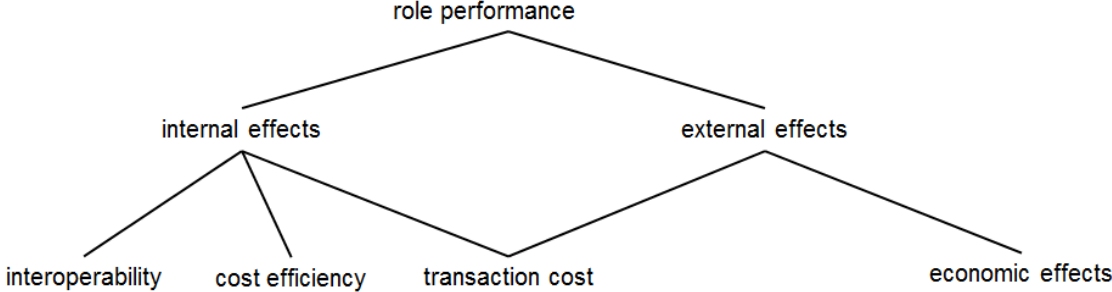 role performance
internal effects
external effects
interoperability
cost efficiency
transaction cost
economic effects